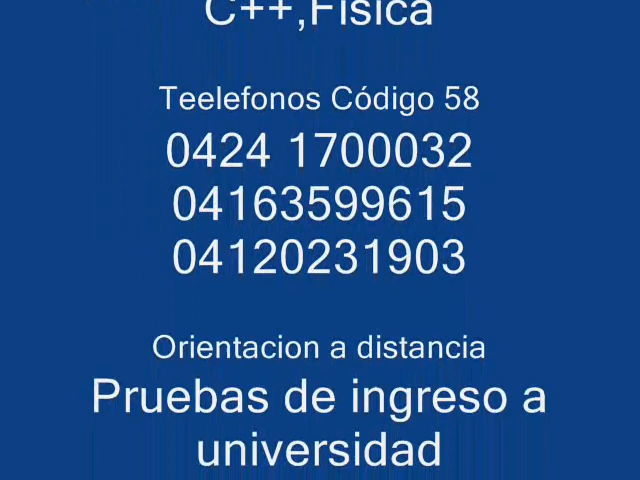 C++,Física
Teelefonos Código 58
0424 1700032
04163599615
04120231903
Orientacion a distancia
Pruebas de ingreso a
universidad